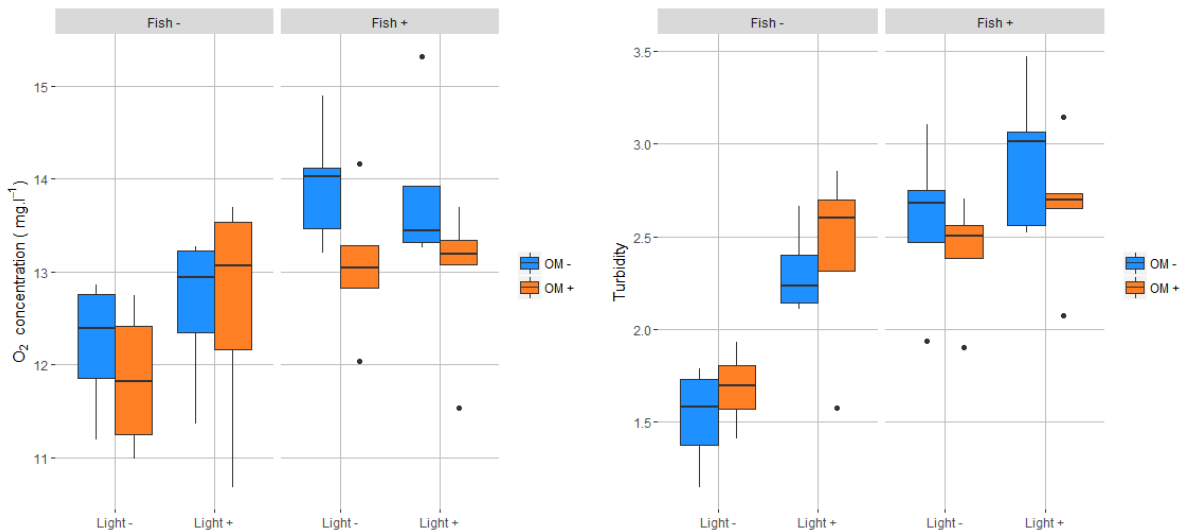 Fish -
Fish +
15
14
13
12
11
O2 concentration ( mg.l−1)
Light -
Light +
Light -
Light +
OM -
OM +
Fish -
Fish +
3.5
3.0
2.5
2.0
1.5
Turbidity
Light -
Light +
Light -
Light +
OM -
OM +